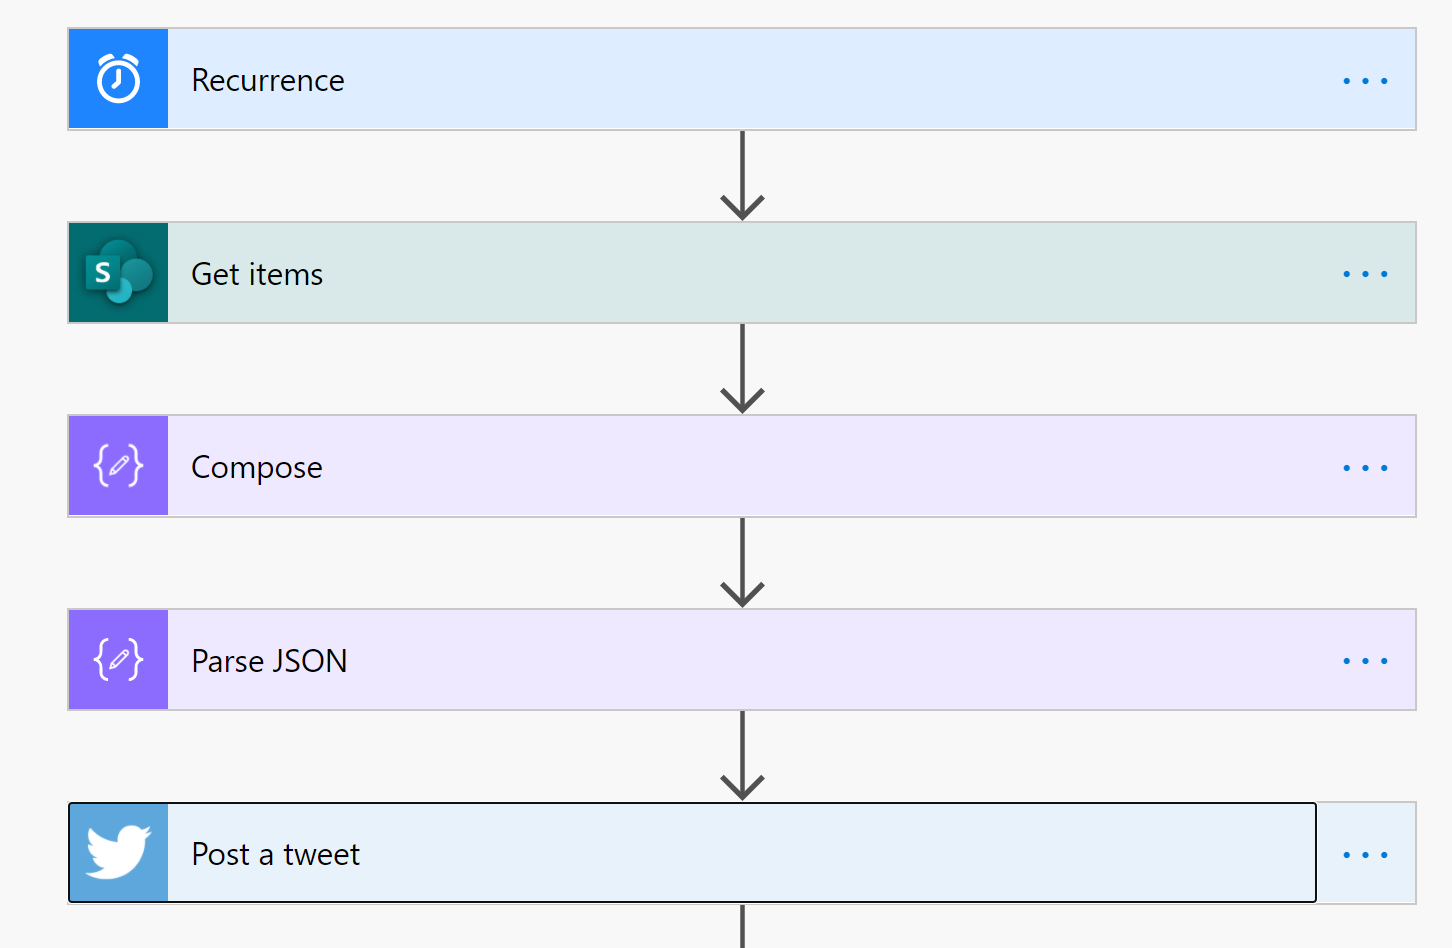 Recurrence
S
Get items
Compose
Parse JSON
Post a tweet